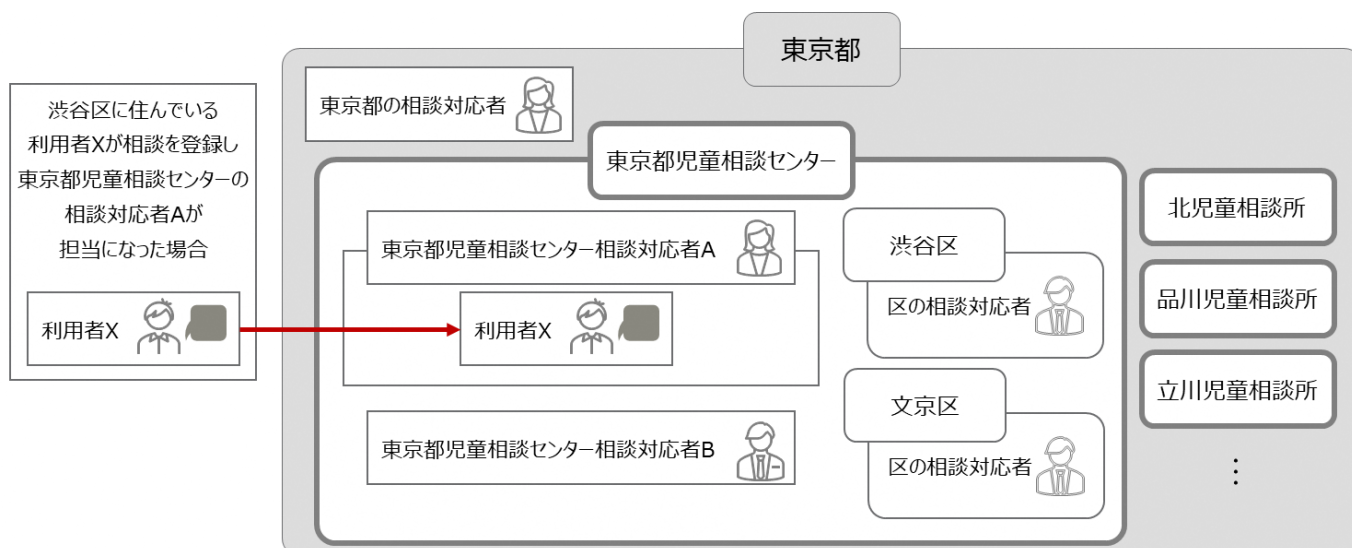 東京都
渋谷区に住んでいる
利用者Xが相談を登録し
東京都児童相談センターの
相談対応者Aが
担当になった場合
利用者X
東京都の相談対応者
東京都児童相談センター
東京都児童相談センター相談対応者A
利用者X
東京都児童相談センター相談対応者B
渋谷区
区の相談対応者
文京区
区の相談対応者
北児童相談所
品川児童相談所
立川児童相談所
⋮